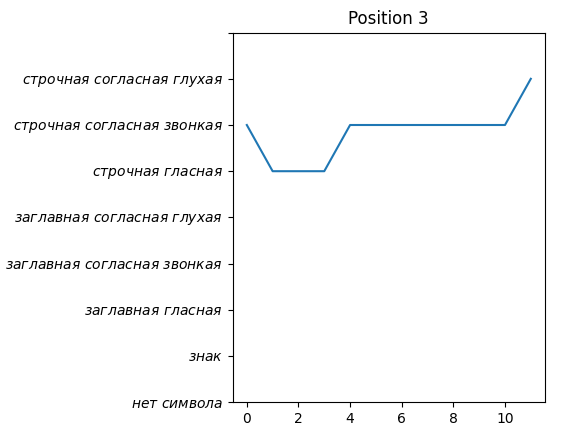 Position 3
строчная согласная глухая
строчная согласная звонкая
строчная гласная
заглавная согласная глухая
заглавная согласная звонкая
заглавная гласная
знак
нет символа
0 2 4 6 8 10